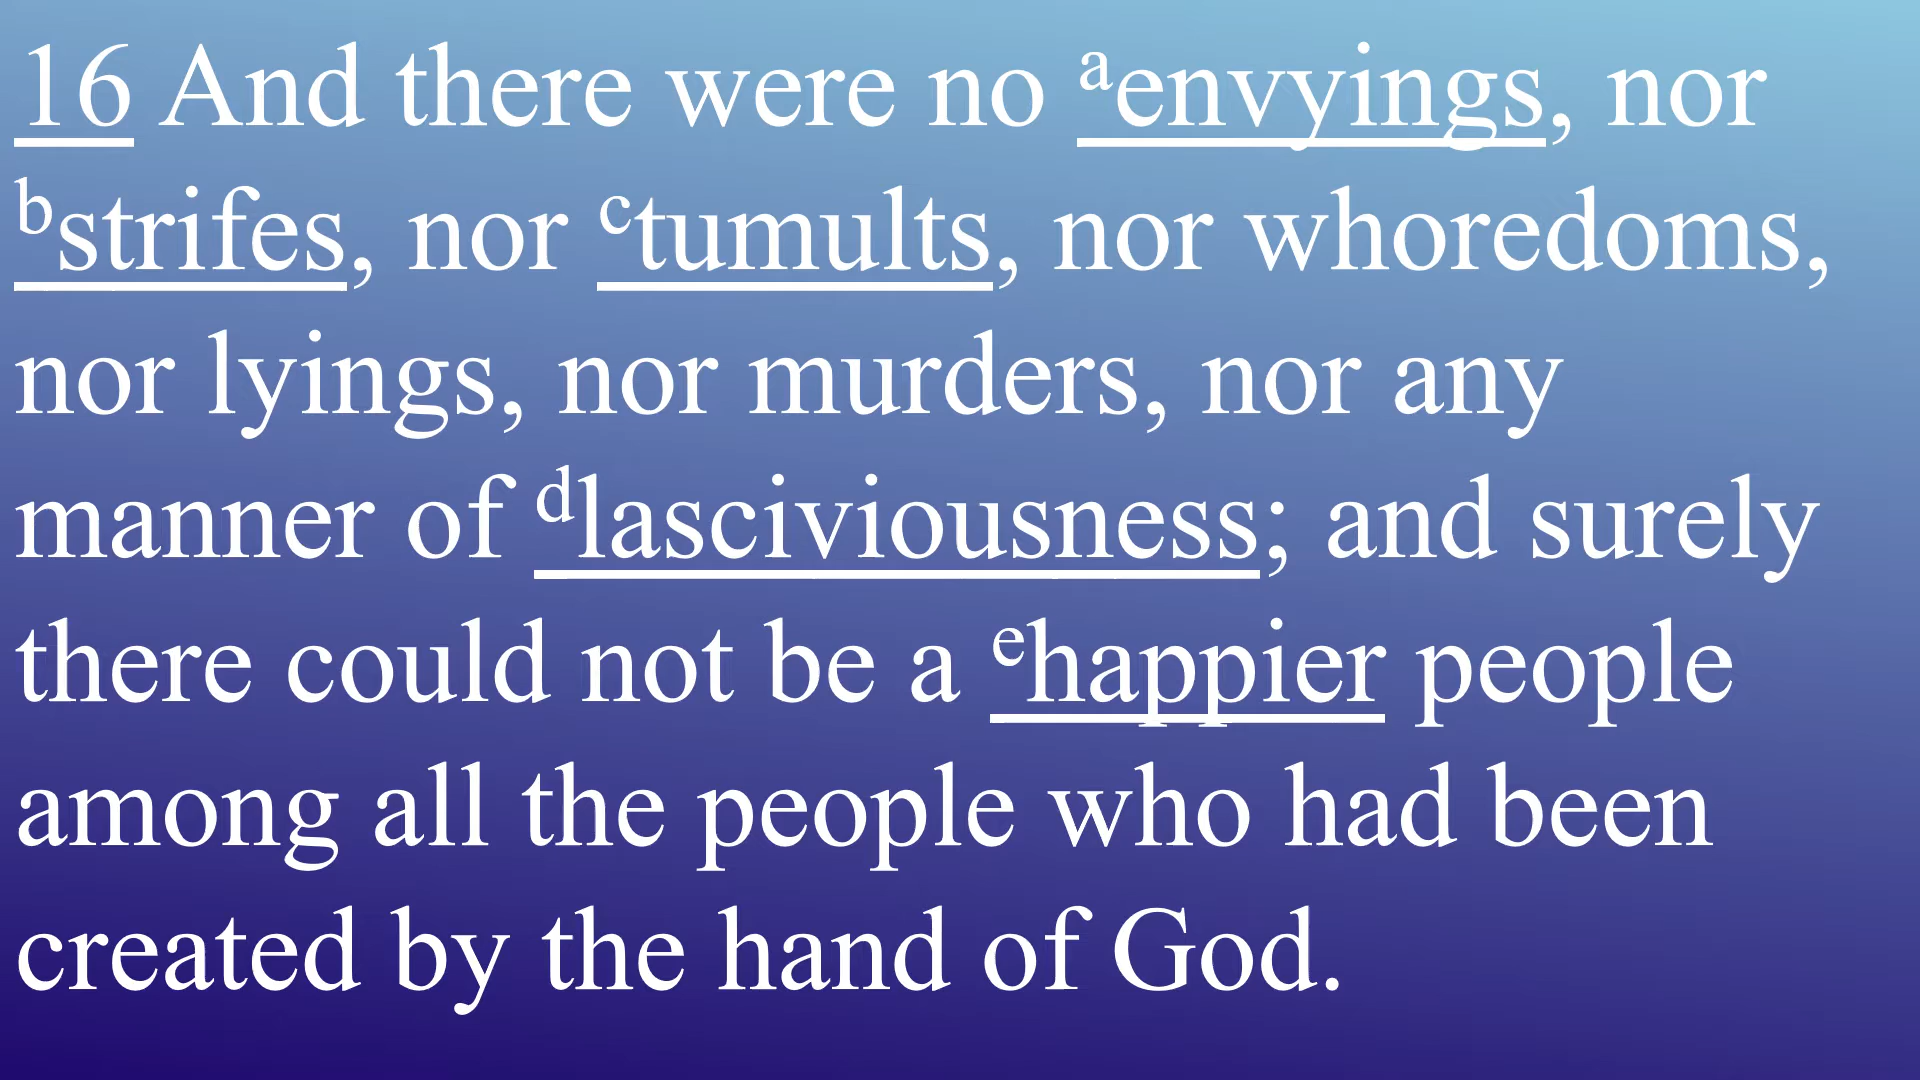 16 And there were no aenvyings, nor
bstrifes, nor ctumults, nor whoredoms,
nor lyings, nor murders, nor any
manner of dlasciviousness; and surely
there could not be a ehappier people
among all the people who had been
created by the hand of God.